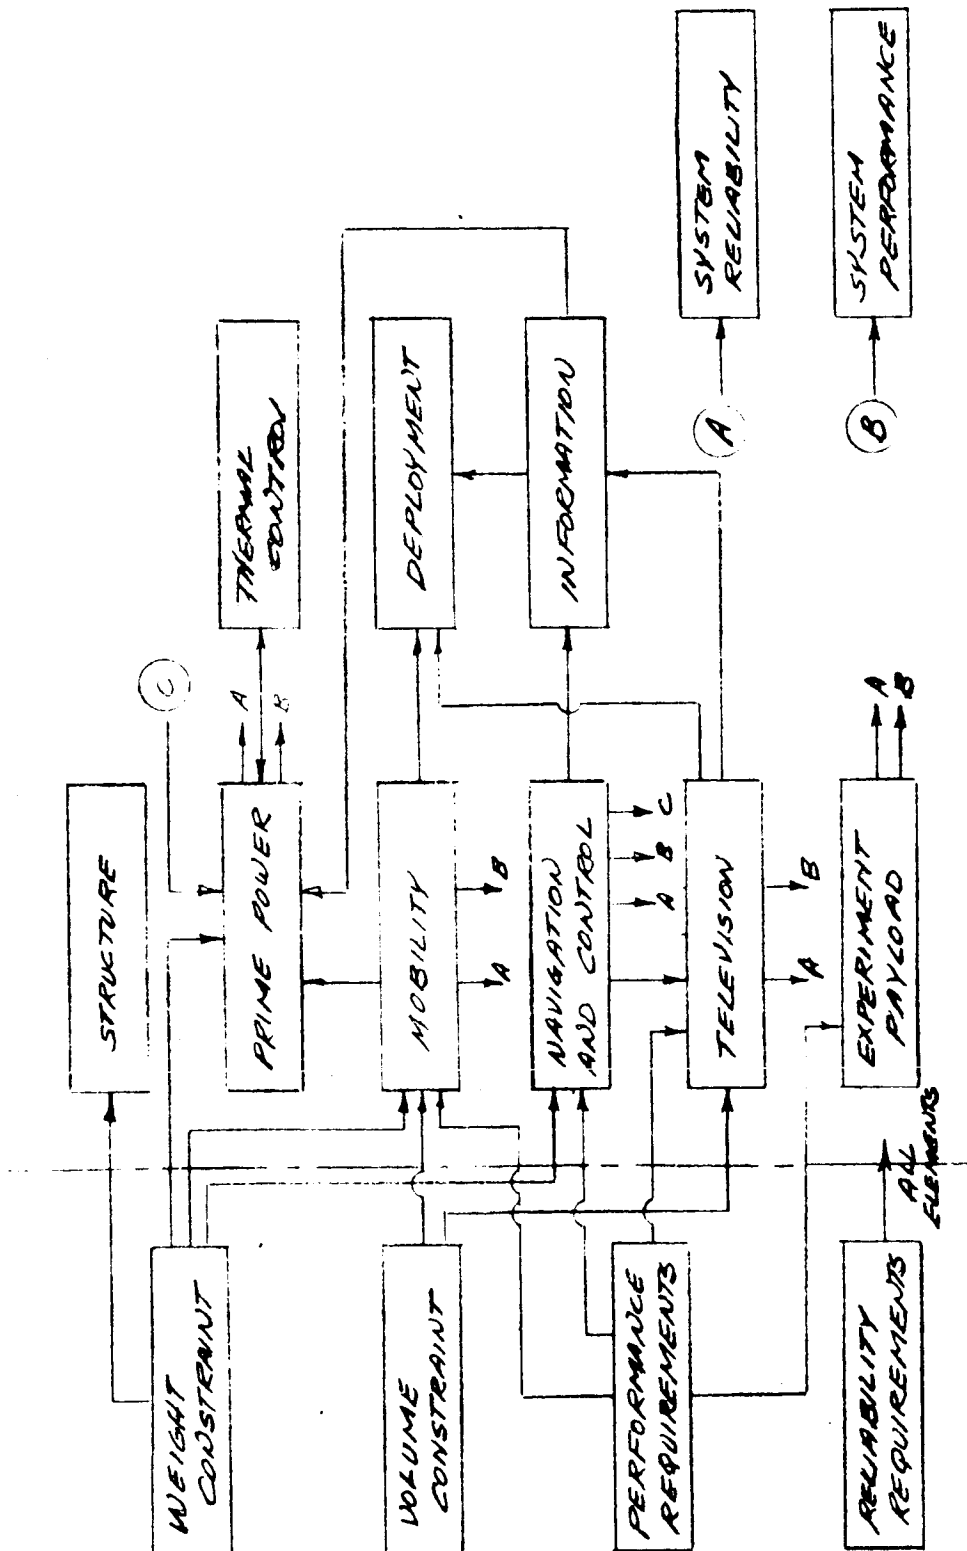 WEIGHT
CONSTRAINT
VOLUME
CONSTRAINT
PERFORMANCE
REQUIREMENTS
RELIABILITY
REQUIREMENTS
ALL
ELEMENTS
STRUCTURE
C
PRIME POWER
A
B
MOBILITY
A
B
NAVIGATION
AND CONTROL
A
B
C
TELEVISION
A
B
EXPERIMENT
PAYLOAD
A
B
THERMAL
CONTROL
DEPLOYMENT
INFORMATION
A
SYSTEM
RELIABILITY
B
SYSTEM
PERFORMANCE